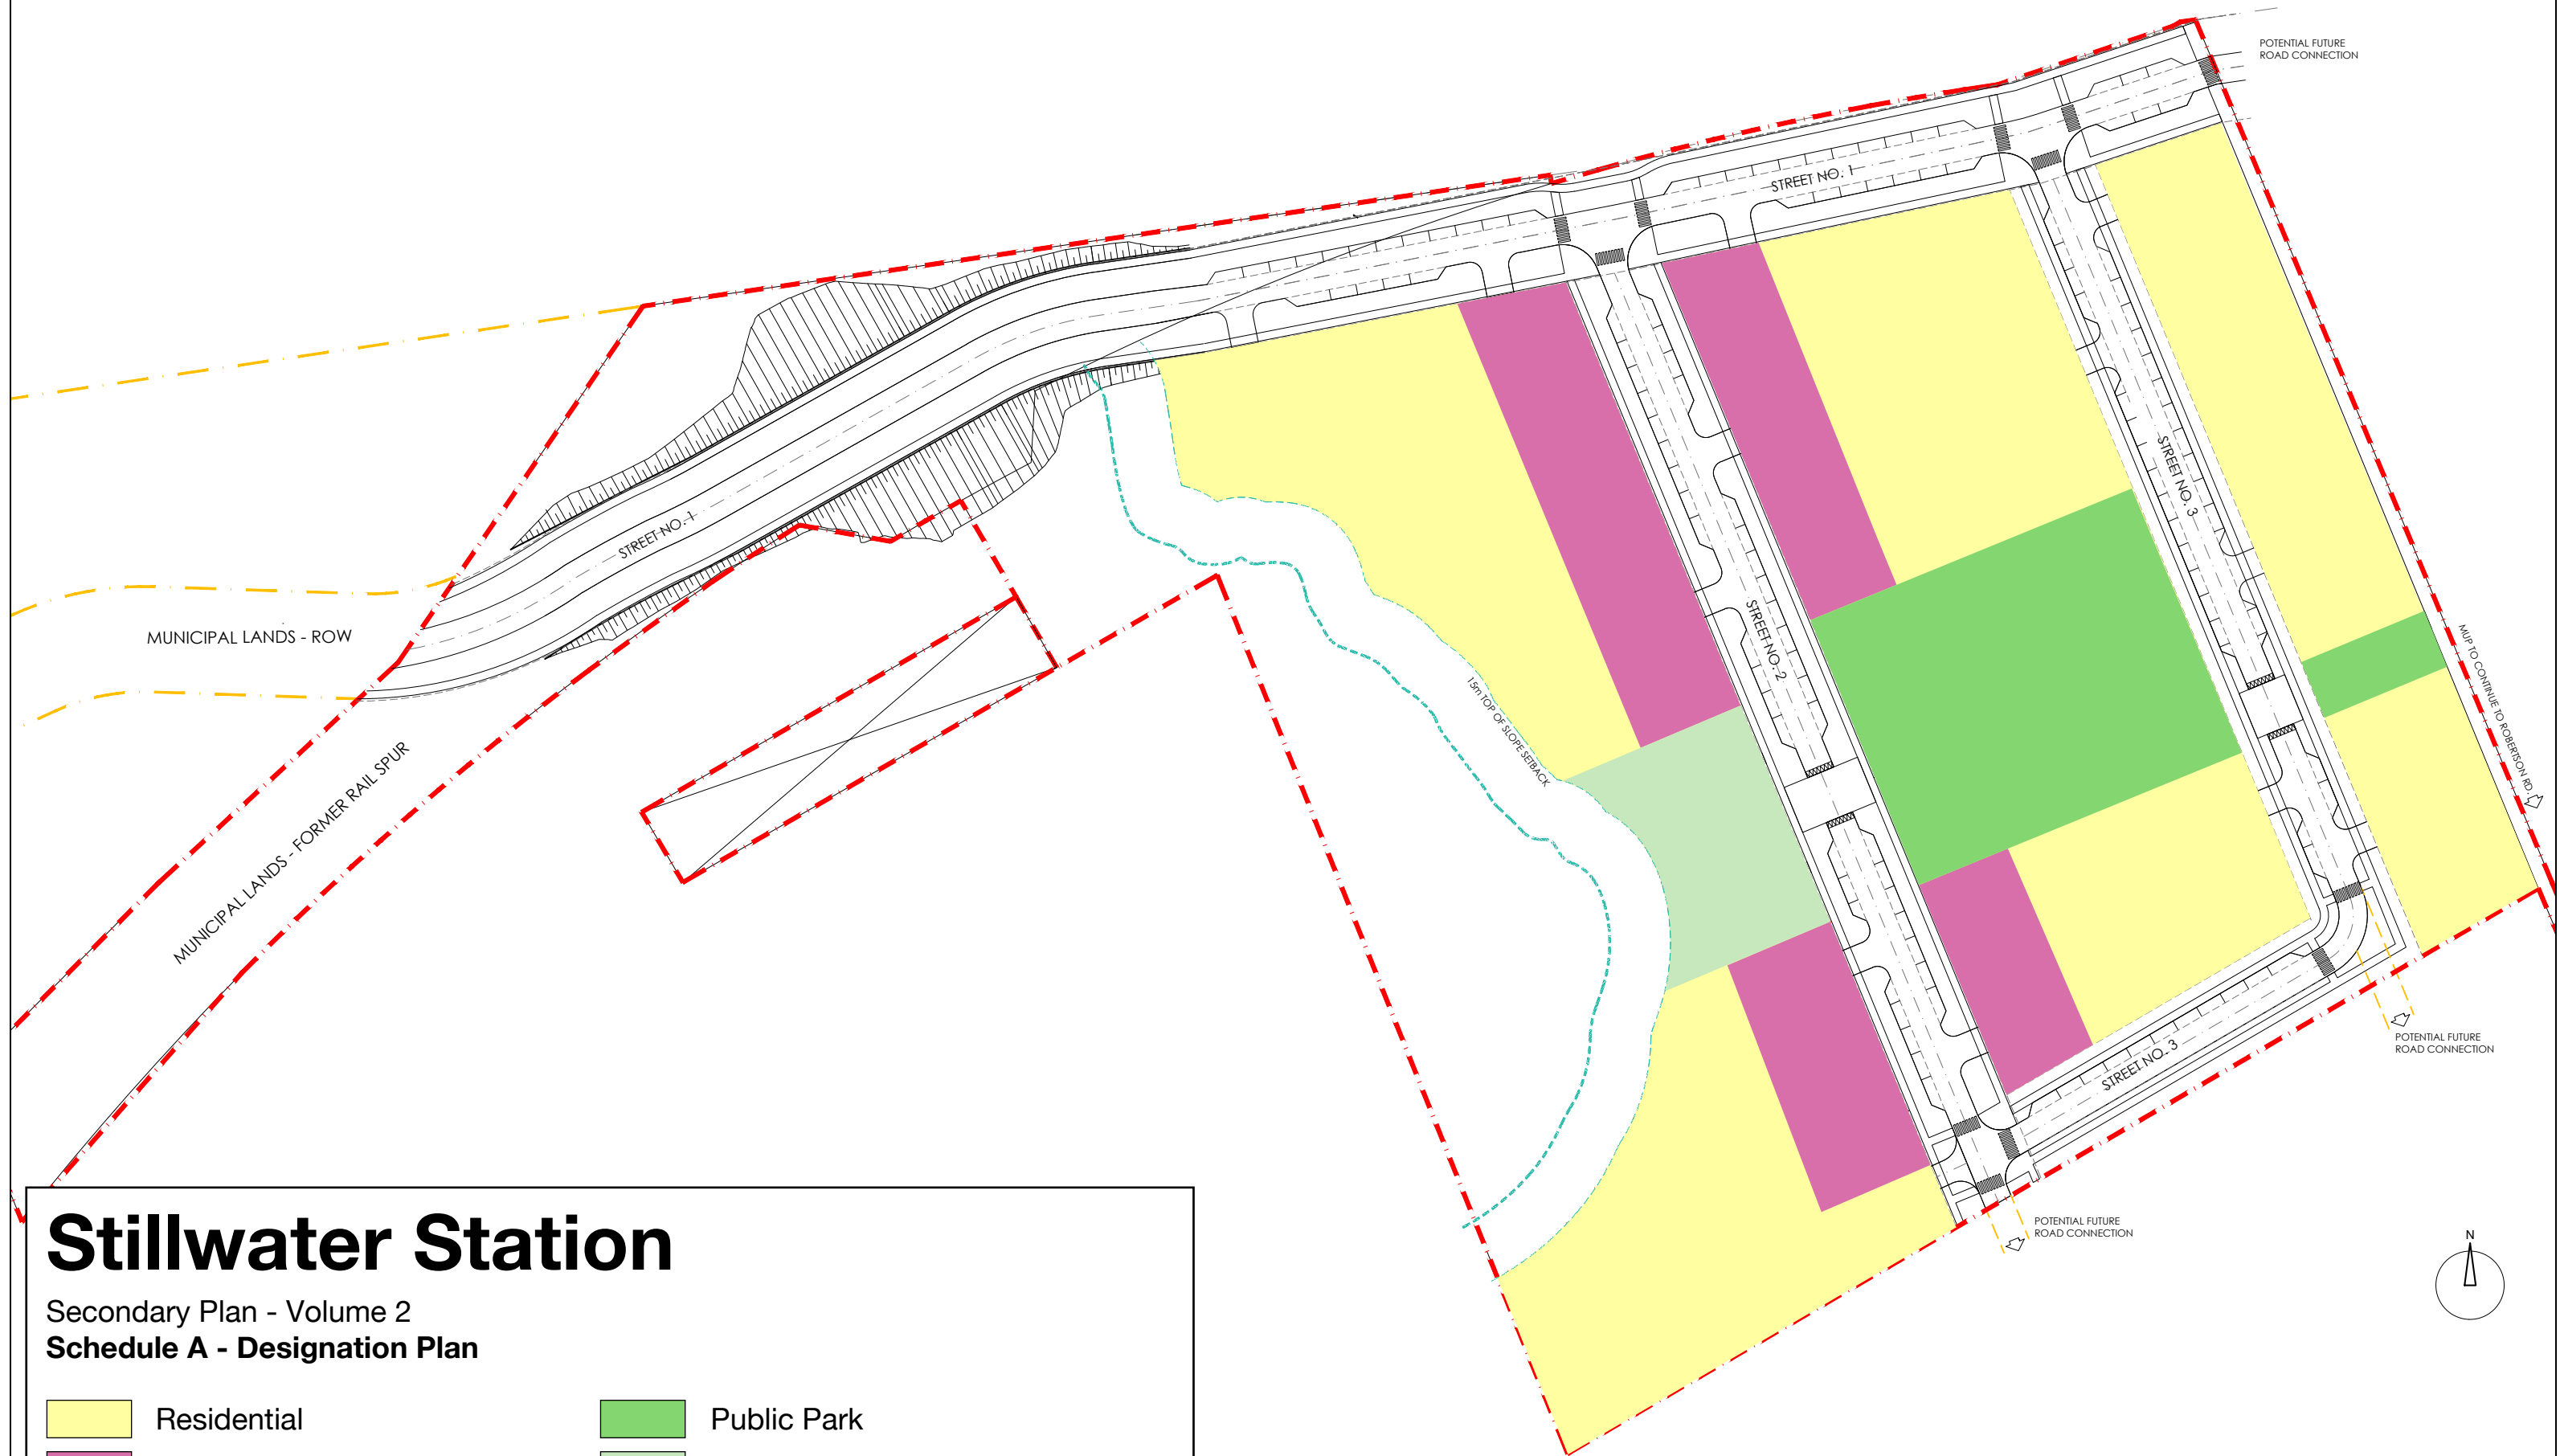 POTENTIAL FUTURE
ROAD CONNECTION
STREET NO. 1
STREET NO. 3
STREET NO. 1
STREET NO. 2
MUNICIPAL LANDS - ROW
MUP TO CONTINUE TO ROBERTSON RD.
15m TOP OF SLOPE SETBACK
MUNICIPAL LANDS - FORMER RAIL SPUR
POTENTIAL FUTURE
ROAD CONNECTION
STREET NO. 3
POTENTIAL FUTURE
ROAD CONNECTION
N
Stillwater Station
Secondary Plan - Volume 2
Schedule A - Designation Plan
Residential
Public Park